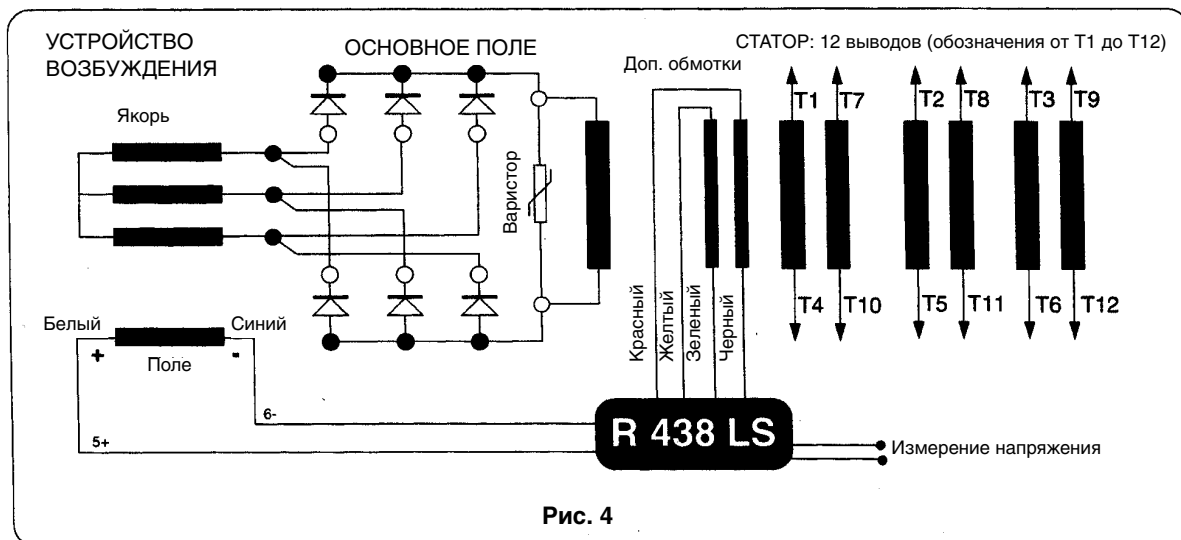 УСТРОЙСТВО
ВОЗБУЖДЕНИЯ
ОСНОВНОЕ ПОЛЕ
СТАТОР: 12 выводов (обозначения от Т1 до Т12)
Доп. обмотки
Якорь
Варистор
T1
T7
T2
T8
T3
T9
T4
T10
T5
T11
T6
T12
Красный
Желтый
Зеленый
Черный
Белый
Синий
+
-
Поле
6-
5+
R 438 LS
Измерение напряжения
Рис. 4